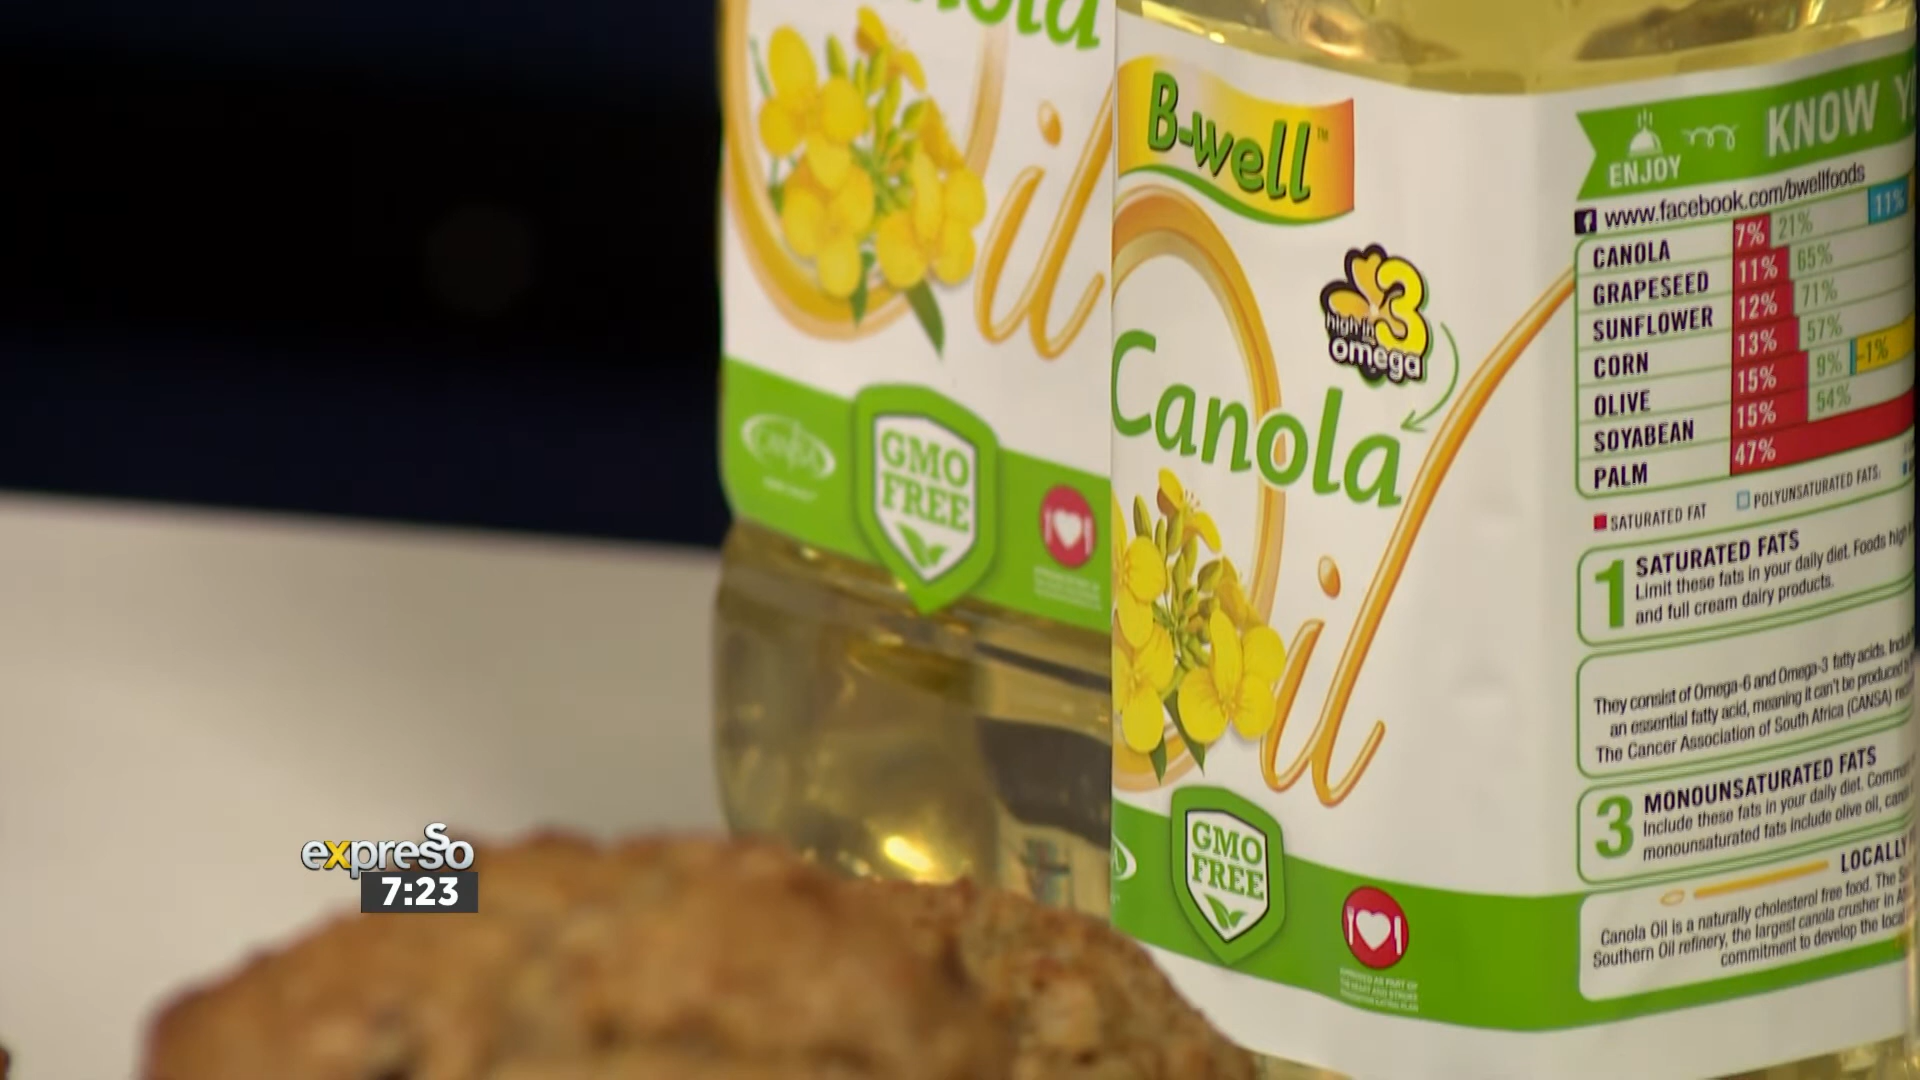 Canola
il
CANSA
GMO
FREE
B-well™
high in
omega
3
Canola
il
GMO
FREE
ENJOY
KNOW Y
www.facebook.com/bwellfoods
CANOLA 7% 21% 11%
GRAPESEED 11% 65%
SUNFLOWER 12% 71%
CORN 13% 57%
OLIVE 15% 9% -1%
SOYABEAN 15% 54%
PALM 47%
SATURATED FAT POLYUNSATURATED FATS:
1 SATURATED FATS
Limit these fats in your daily diet. Foods high
and full cream dairy products.
They consist of Omega-6 and Omega-3 fatty acids.
an essential fatty acid, meaning it can't be produced
The Cancer Association of South Africa (CANSA)
3 MONOUNSATURATED FATS
Include these fats in your daily diet. Comm
monounsaturated fats include olive oil,
LOCALLY
Canola Oil is a naturally cholesterol free food. The
Southern Oil refinery, the largest canola crusher in
commitment to develop the local
expresso
7:23